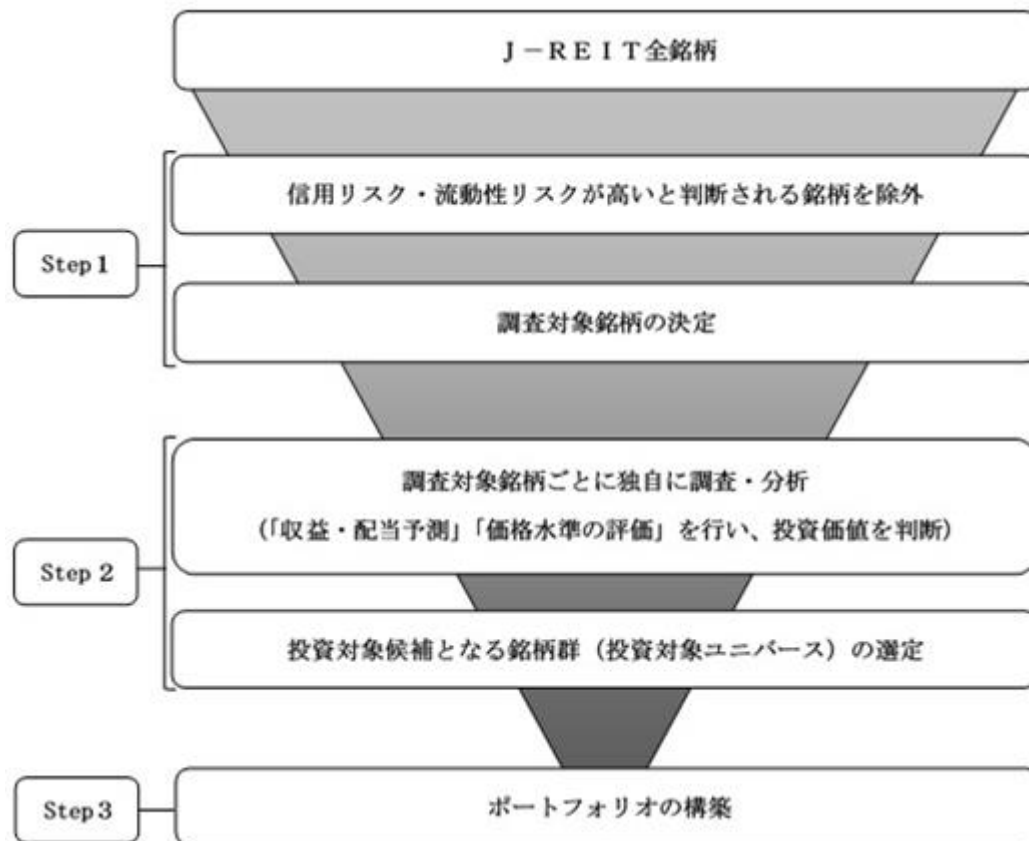 J－REIT全銘柄
信用リスク・流動性リスクが高いと判断される銘柄を除外
Step1
調査対象銘柄の決定
調査対象銘柄ごとに独自に調査・分析
（「収益・配当予測」「価格水準の評価」を行い、投資価値を判断）
Step 2
投資対象候補となる銘柄群（投資対象ユニバース）の選定
Step3
ポートフォリオの構築